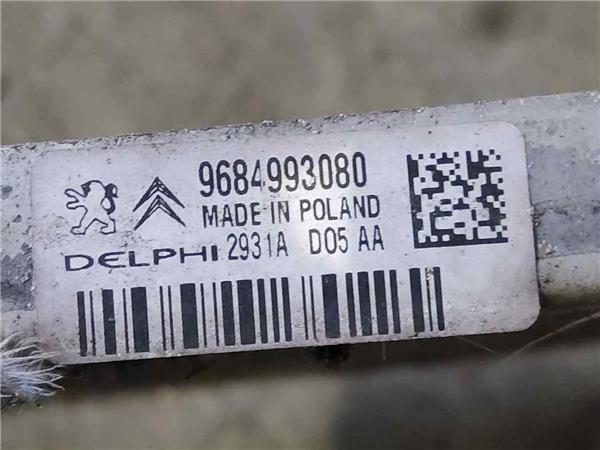 9684993080
MADE IN POLAND
DELPHI 2931A D05 AA